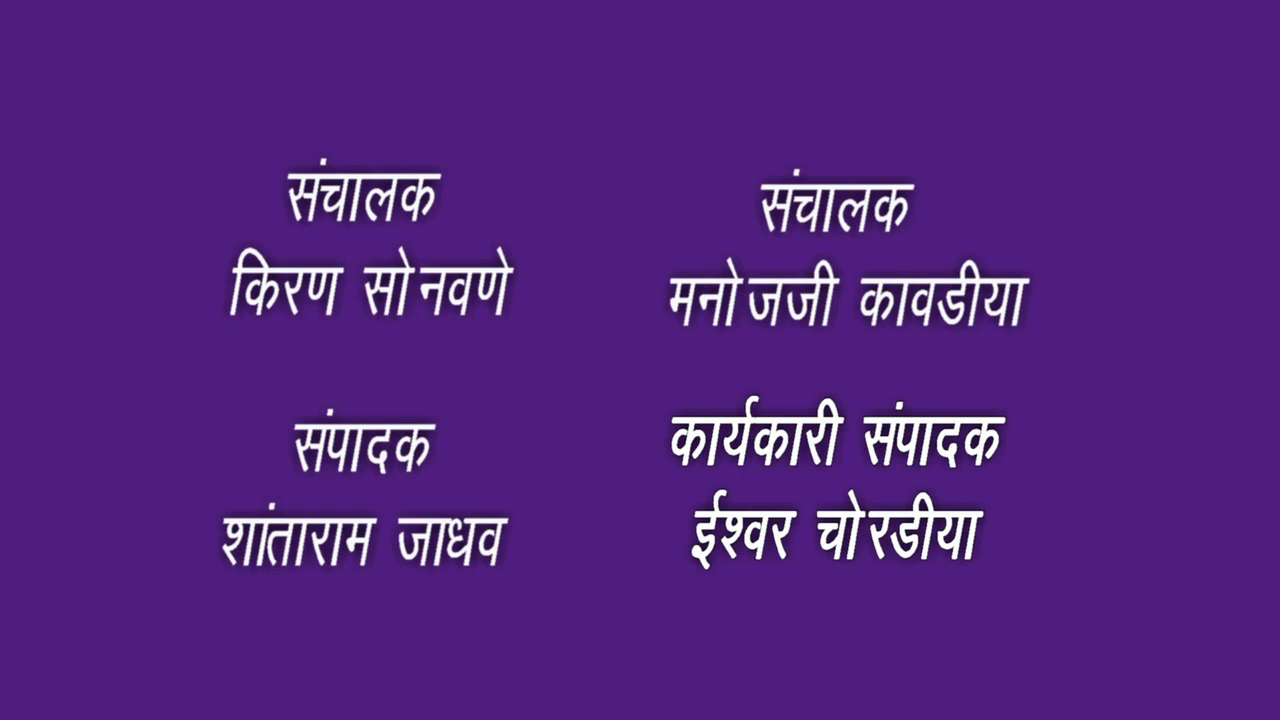 संचालक
किरण सोनवणे
संचालक
मनोजजी कावडीया
संपादक
शांताराम जाधव
कार्यकारी संपादक
ईश्वर चोरडीया